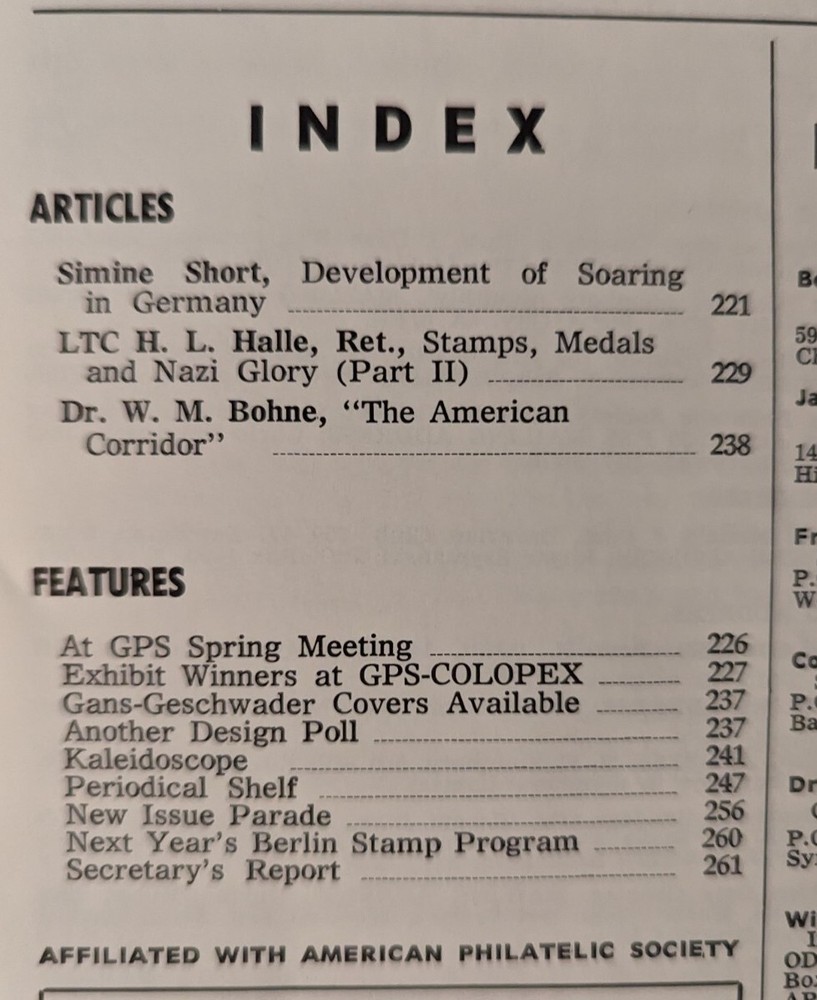 INDEX
ARTICLES
Simine Short, Development of Soaring
in Germany 221
LTC H. L. Halle, Ret., Stamps, Medals
and Nazi Glory (Part II) 229
Dr. W. M. Bohne, “The American
Corridor” 238
FEATURES
At GPS Spring Meeting 226
Exhibit Winners at GPS-COLOPEX 227
Gans-Geschwader Covers Available 237
Another Design Poll 237
Kaleidoscope 241
Periodical Shelf 247
New Issue Parade 256
Next Year’s Berlin Stamp Program 260
Secretary’s Report 261
AFFILIATED WITH AMERICAN PHILATELIC SOCIETY
59
14
P.
W
Dr